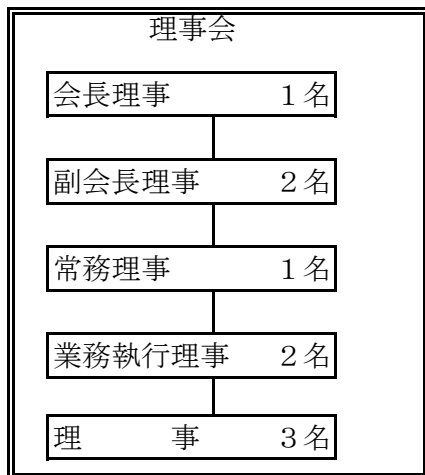 理事会
会長理事　　　１名
副会長理事　　２名
常務理事　　　１名
業務執行理事　２名
理　　　事　　３名